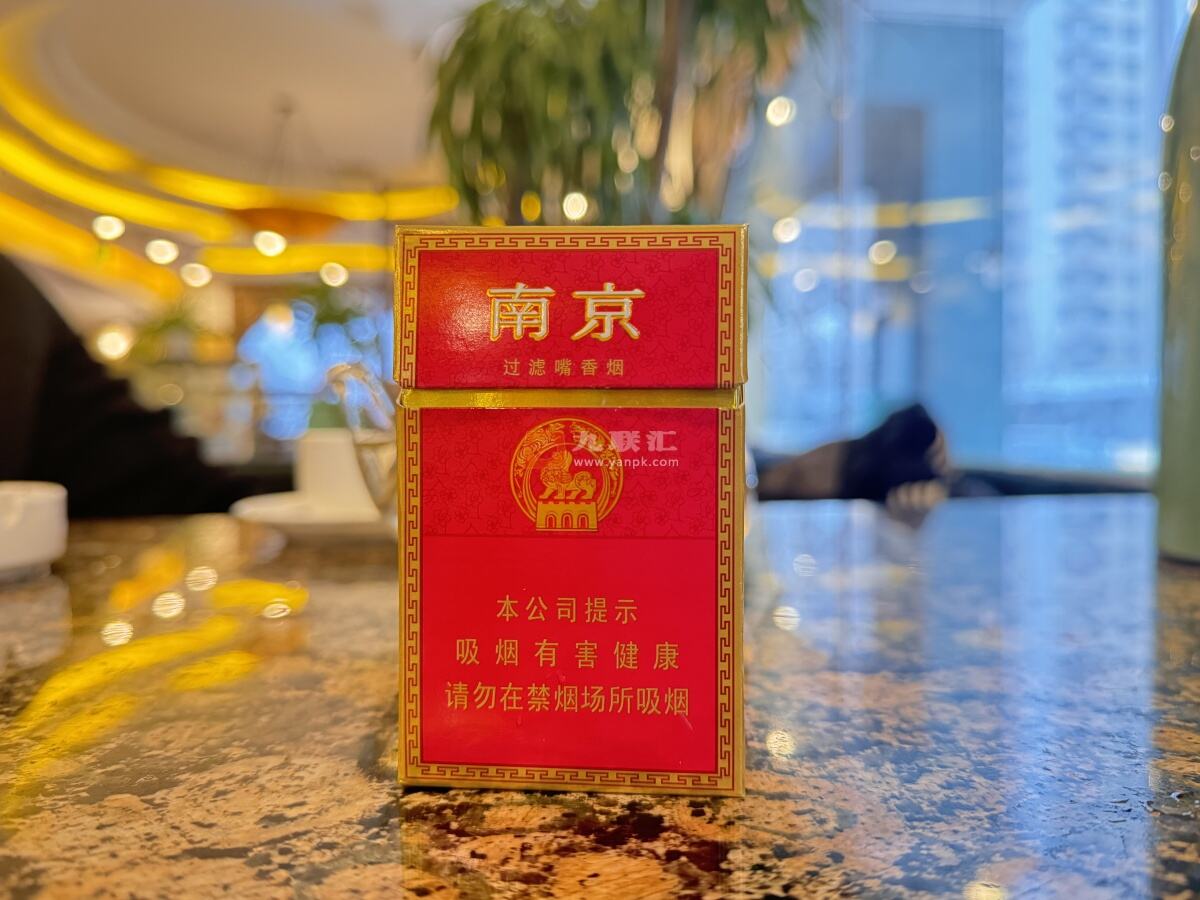 南京
过滤嘴香烟
九联汇
www.yanpk.com
本公司提示
吸烟有害健康
请勿在禁烟场所吸烟